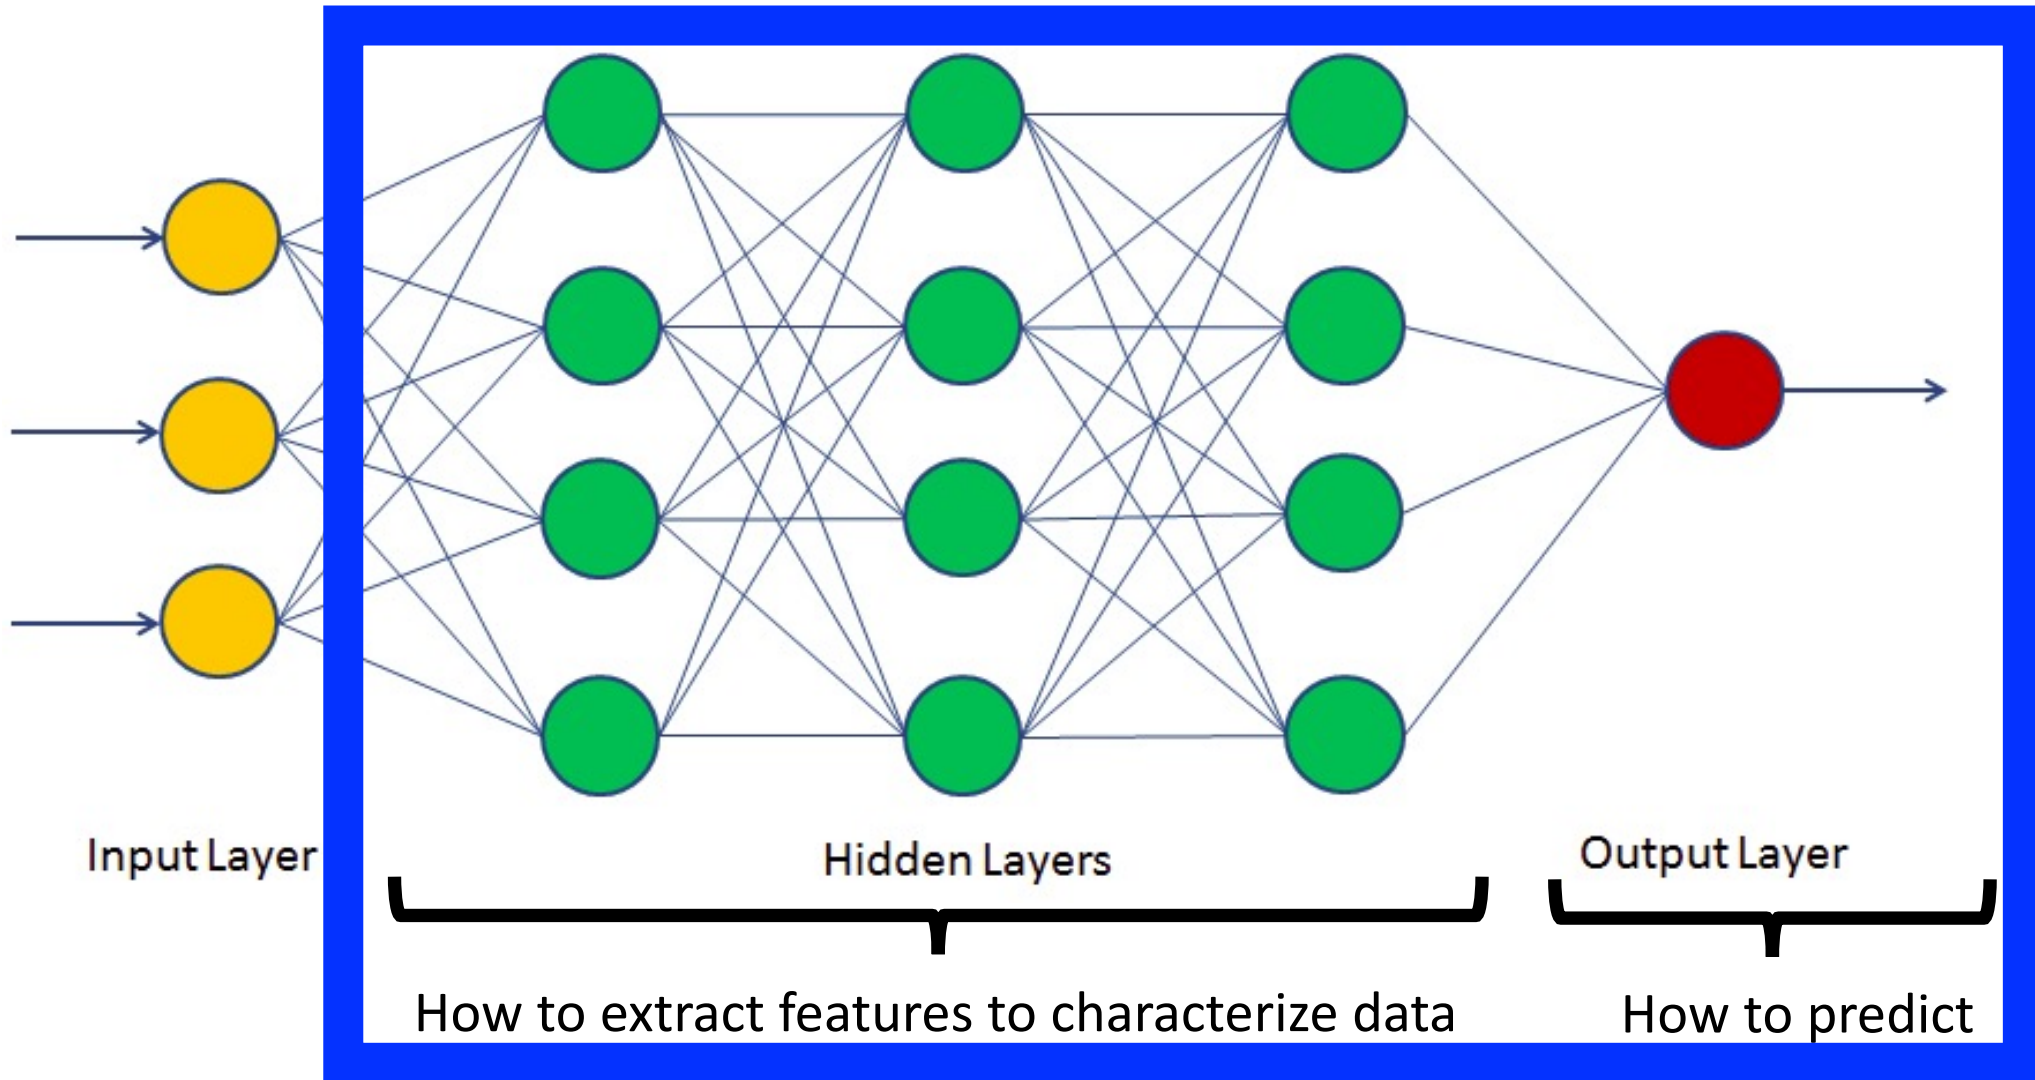 Input Layer
Hidden Layers
Output Layer
How to extract features to characterize data
How to predict